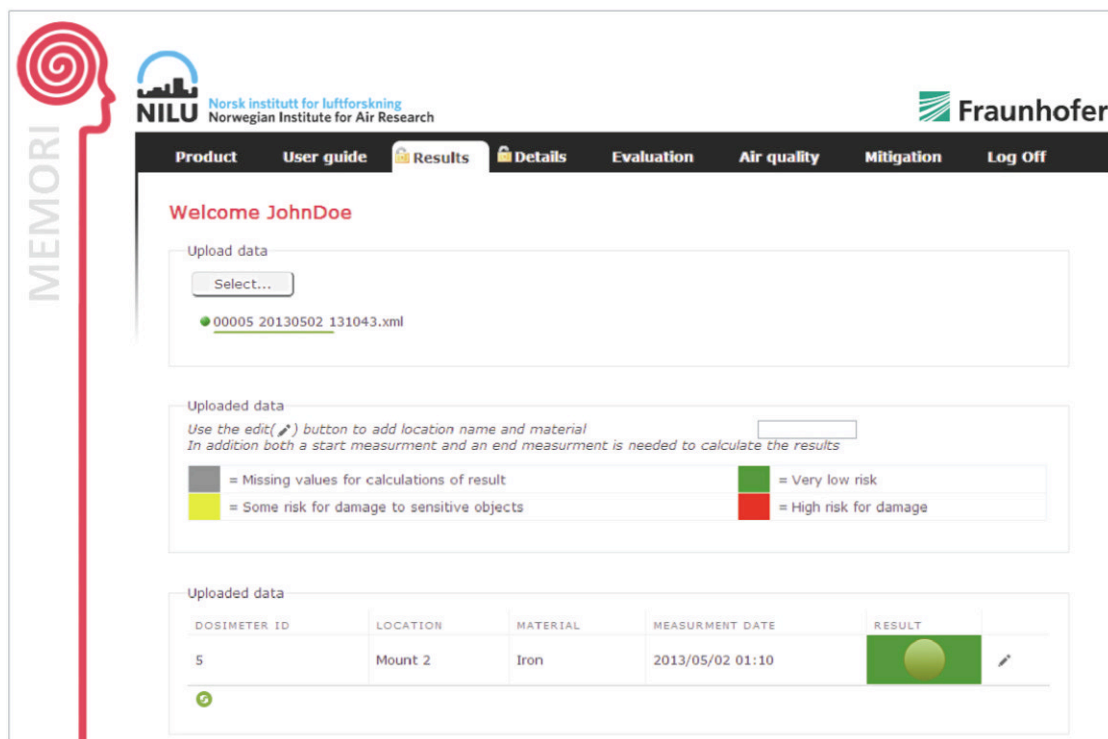 MEMORI
NILU
Norsk institutt for luftforskning
Norwegian Institute for Air Research
Fraunhofer
Product User guide Results Details Evaluation Air quality Mitigation Log Off
Welcome JohnDoe
Upload data
Select...
00005 20130502 131043.xml
Uploaded data
Use the edit( ) button to add location name and material
In addition both a start measurment and an end measurment is needed to calculate the results
= Missing values for calculations of result = Very low risk
= Some risk for damage to sensitive objects = High risk for damage
Uploaded data
DOSIMETER ID LOCATION MATERIAL MEASURMENT DATE RESULT
5 Mount 2 Iron 2013/05/02 01:10